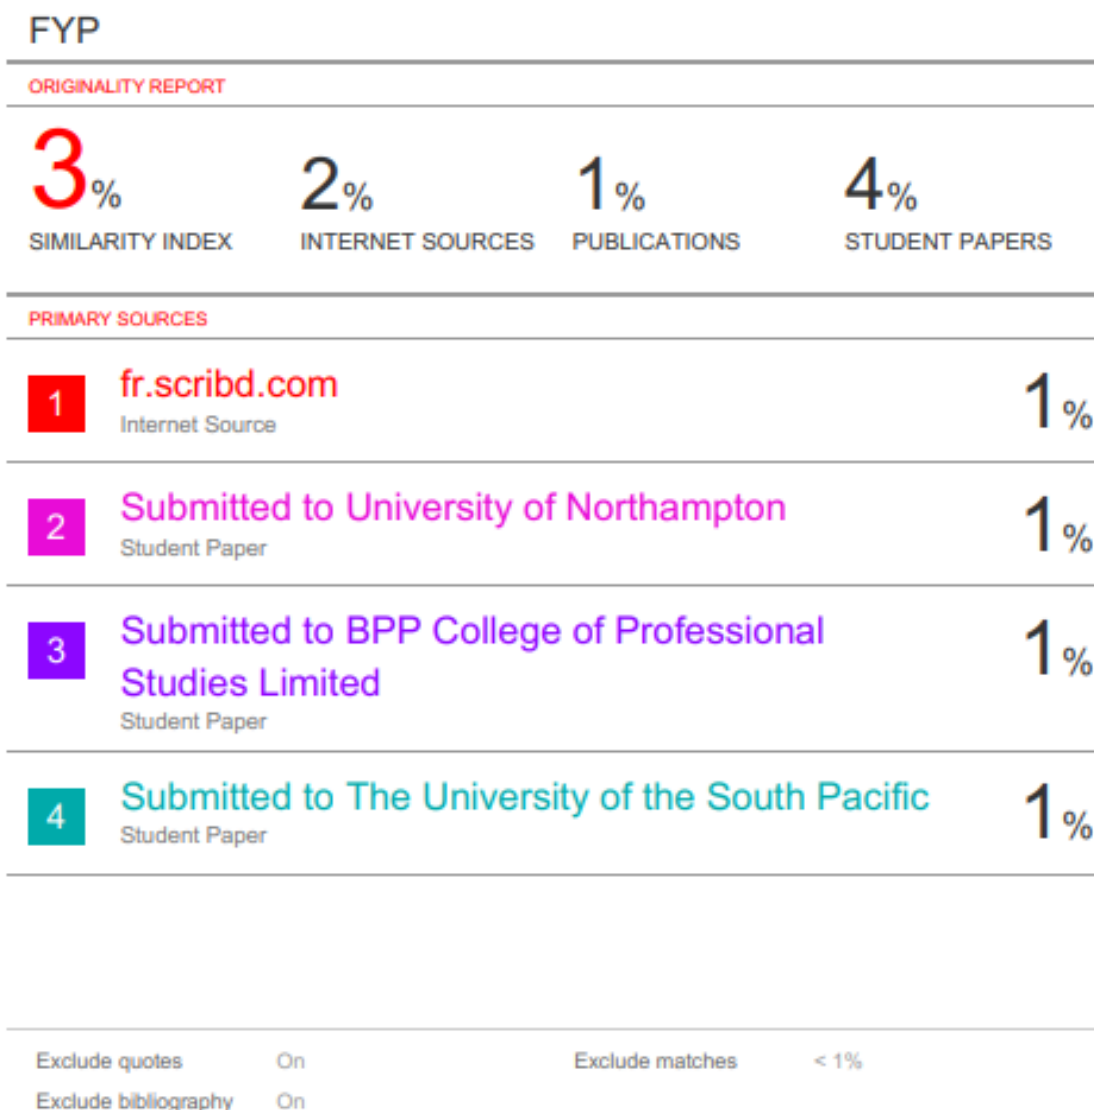 FYP
ORIGINALITY REPORT
3% 2% 1% 4%
SIMILARITY INDEX INTERNET SOURCES PUBLICATIONS STUDENT PAPERS
PRIMARY SOURCES
1 fr.scribd.com 1%
Internet Source
2 Submitted to University of Northampton 1%
Student Paper
3 Submitted to BPP College of Professional 1%
Studies Limited
Student Paper
4 Submitted to The University of the South Pacific 1%
Student Paper
Exclude quotes On Exclude matches < 1%
Exclude bibliography On